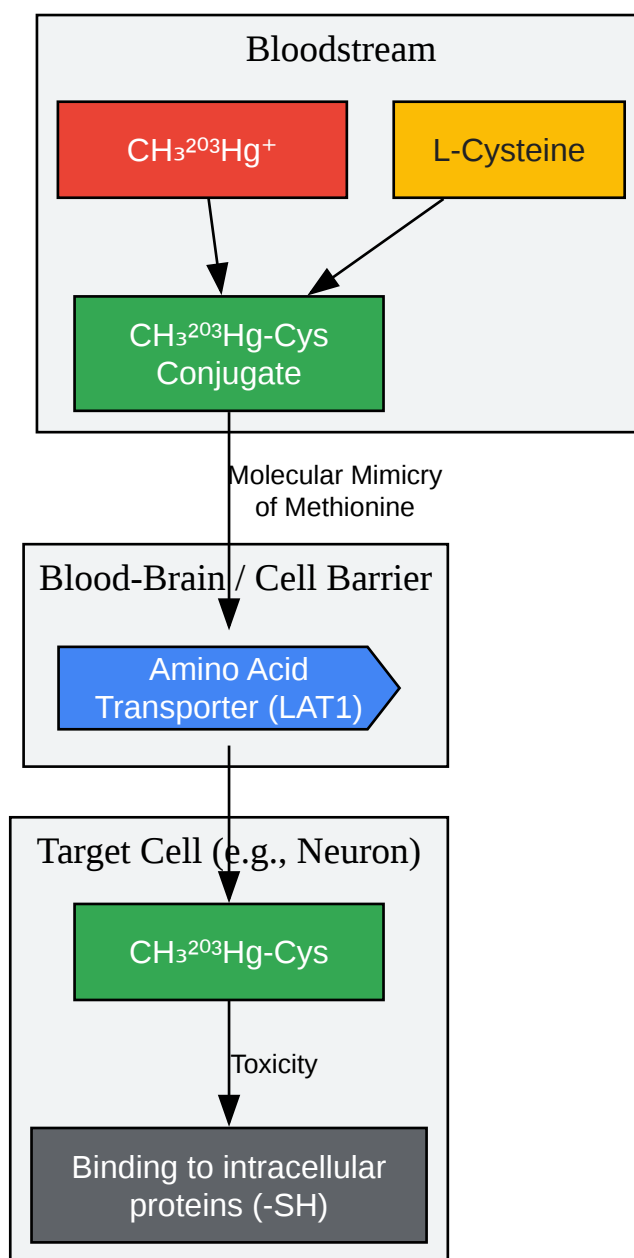 Bloodstream
CH₃²⁰³Hg⁺
L-Cysteine
CH₃²⁰³Hg-Cys
Conjugate
Molecular Mimicry
of Methionine
Blood-Brain / Cell Barrier
Amino Acid
Transporter (LAT1)
Target Cell (e.g., Neuron)
CH₃²⁰³Hg-Cys
Toxicity
Binding to intracellular
proteins (-SH)